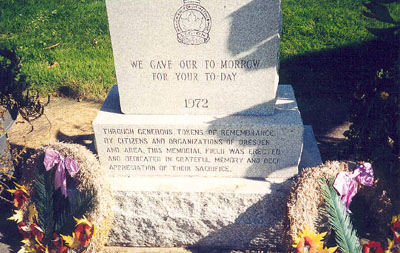 WE GAVE OUR TO MORROW
FOR YOUR TO-DAY
1972
THROUGH GENEROUS TOKENS OF REMEMBRANCE,
BY CITIZENS AND ORGANIZATIONS OF DRESDEN
AND AREA, THIS MEMORIAL FIELD WAS ERECTED
AND DEDICATED IN GRATEFUL MEMORY AND DEEP
APPRECIATION OF THEIR SACRIFICE.